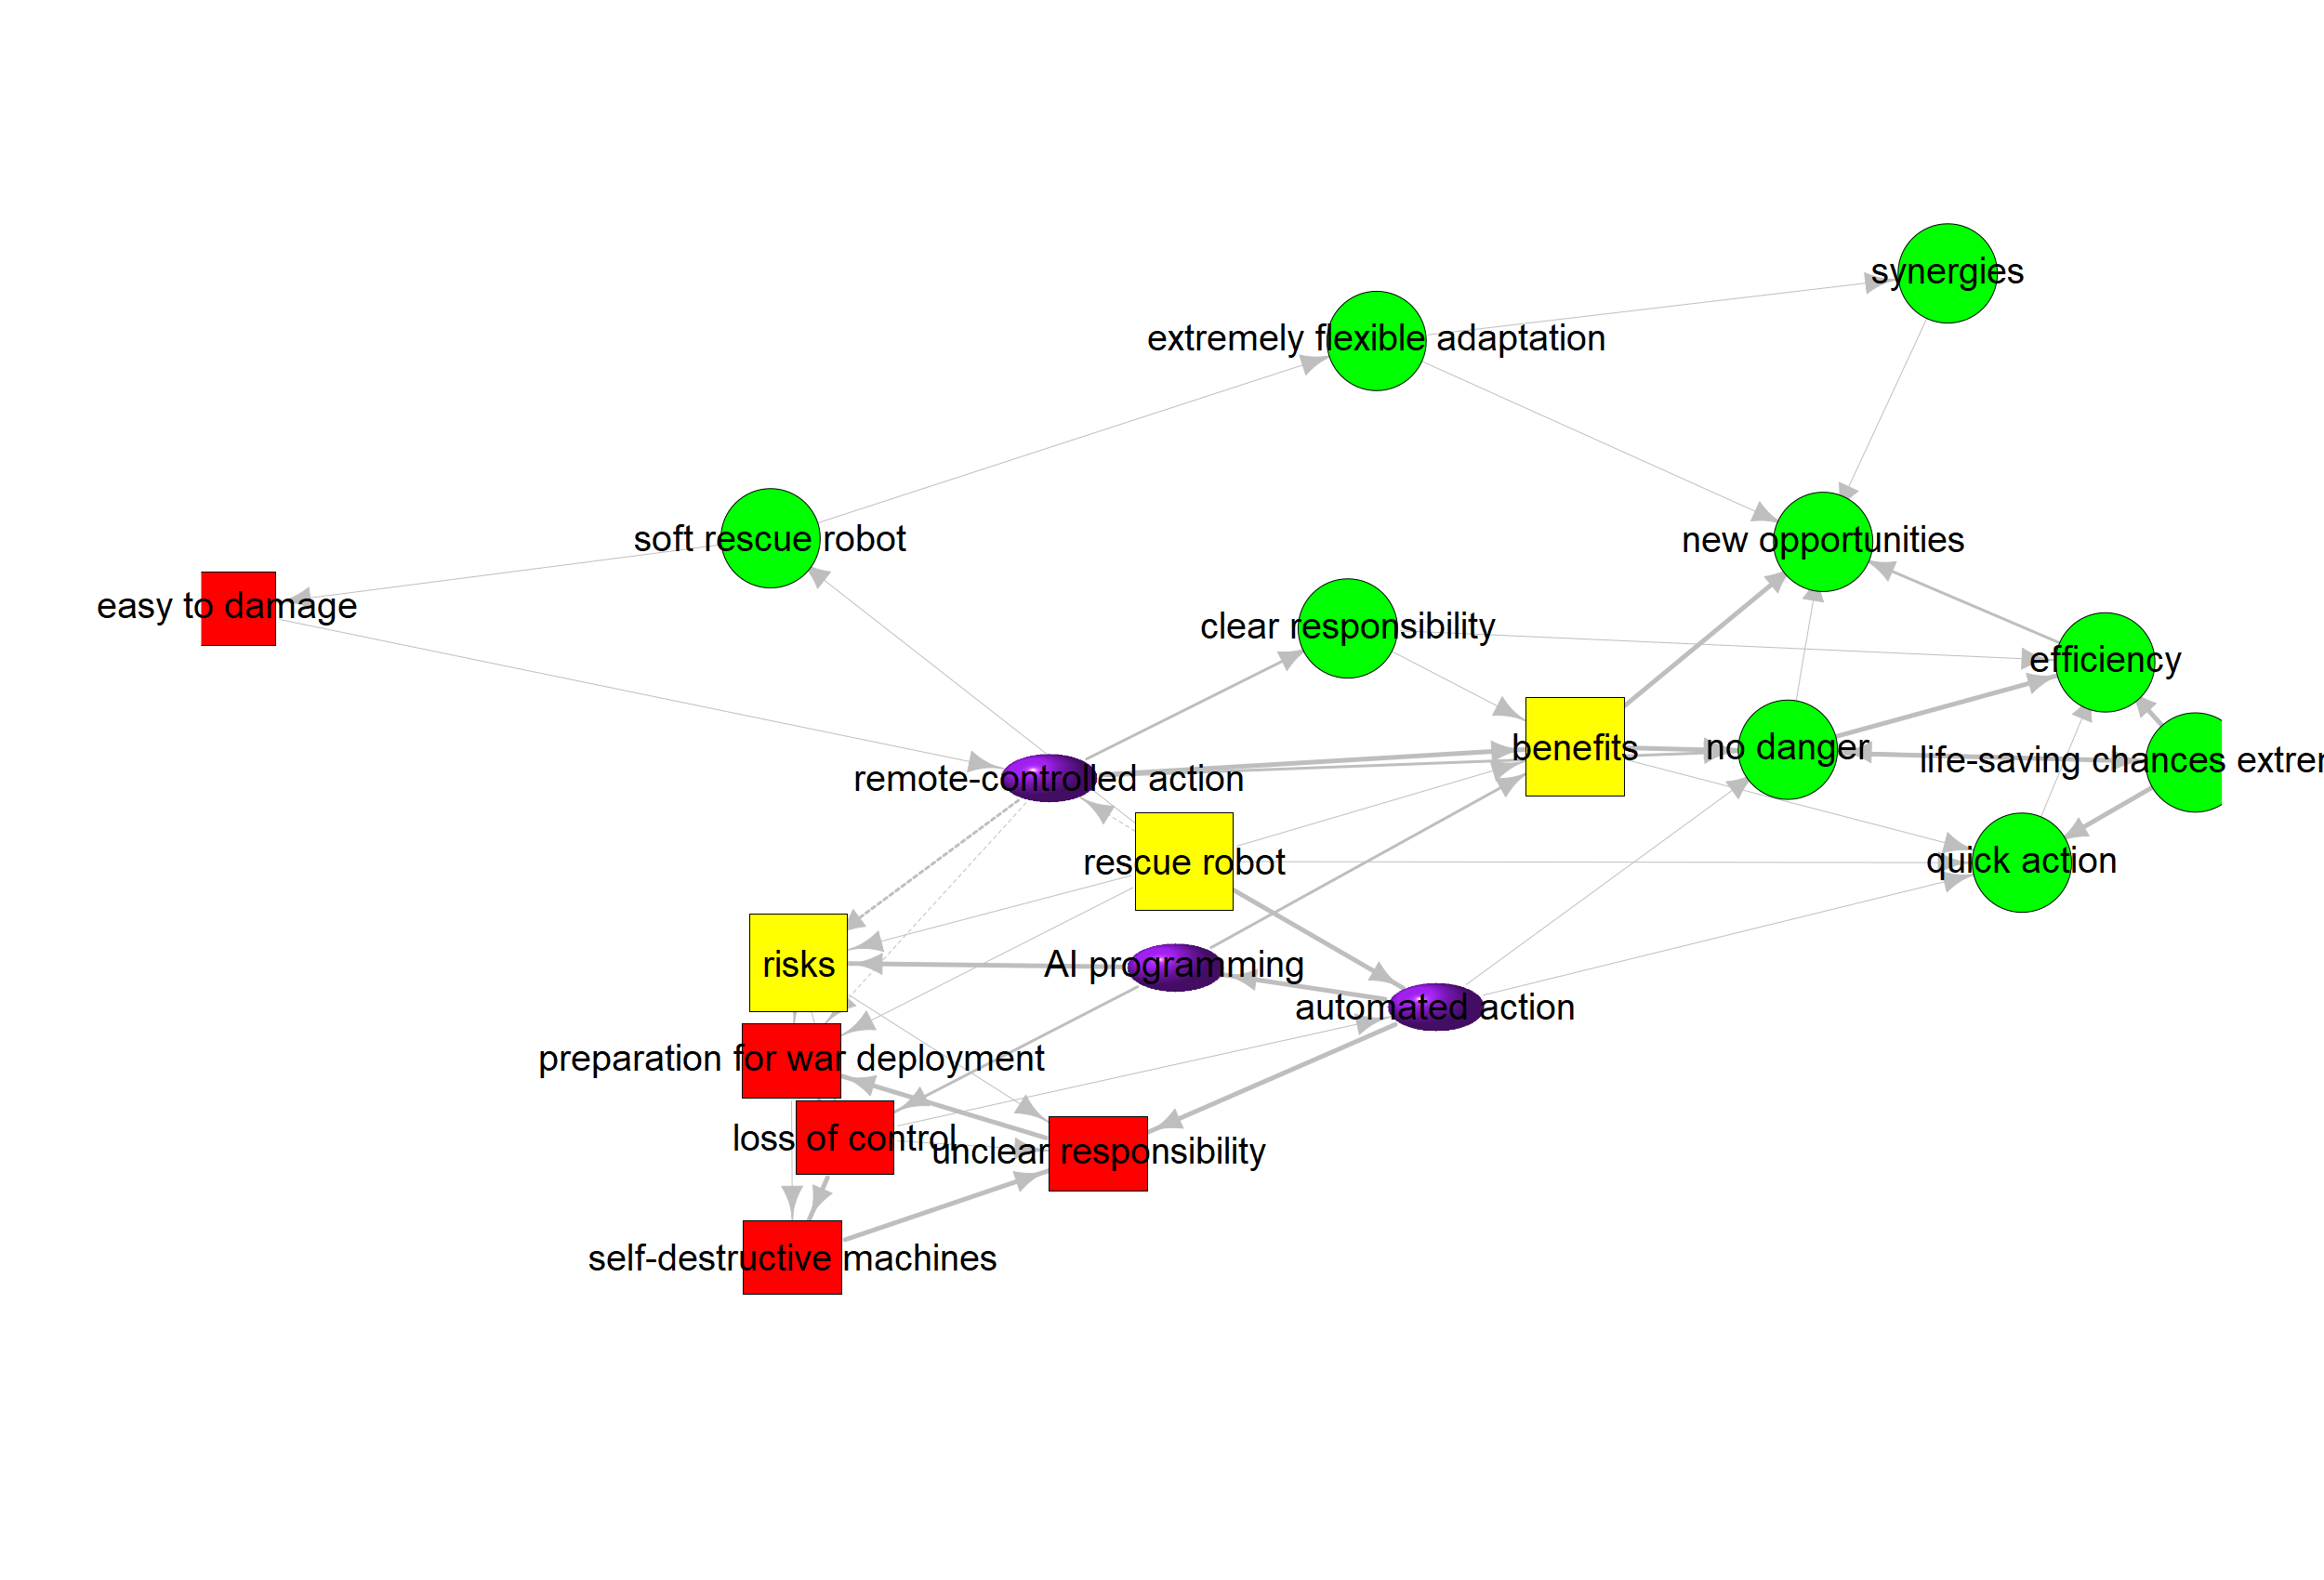 synergies
extremely flexible adaptation
soft rescue robot
new opportunities
easy to damage
clear responsibility
efficiency
benefits
no danger
life-saving chances
remote-controlled action
rescue robot
quick action
risks
AI programming
automated action
preparation for war deployment
loss of control
unclear responsibility
self-destructive machines